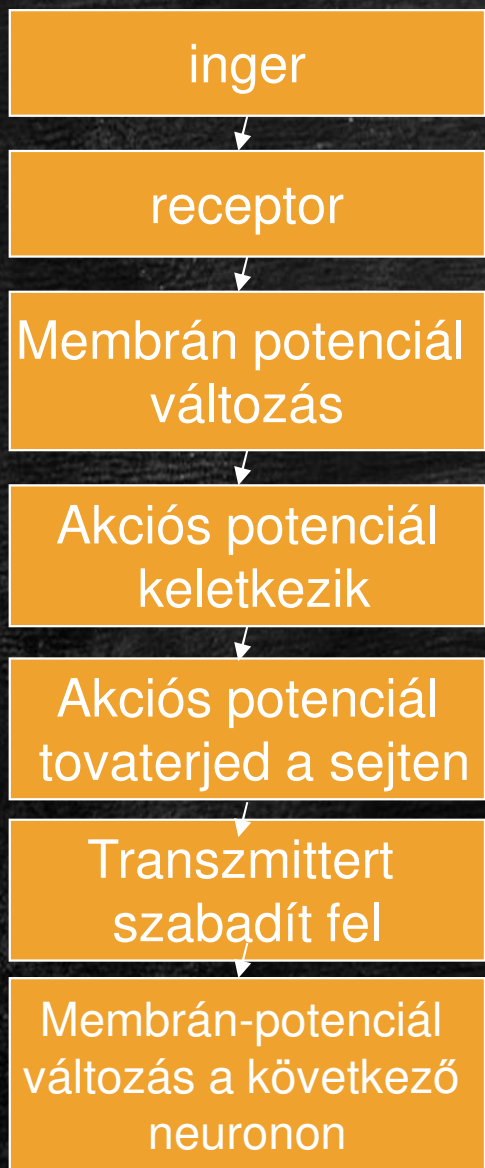 inger
receptor
Membrán potenciál
változás
Akciós potenciál
keletkezik
Akciós potenciál
tovaterjed a sejten
Transzmittert
szabadít fel
Membrán-potenciál
változás a következő
neuronon